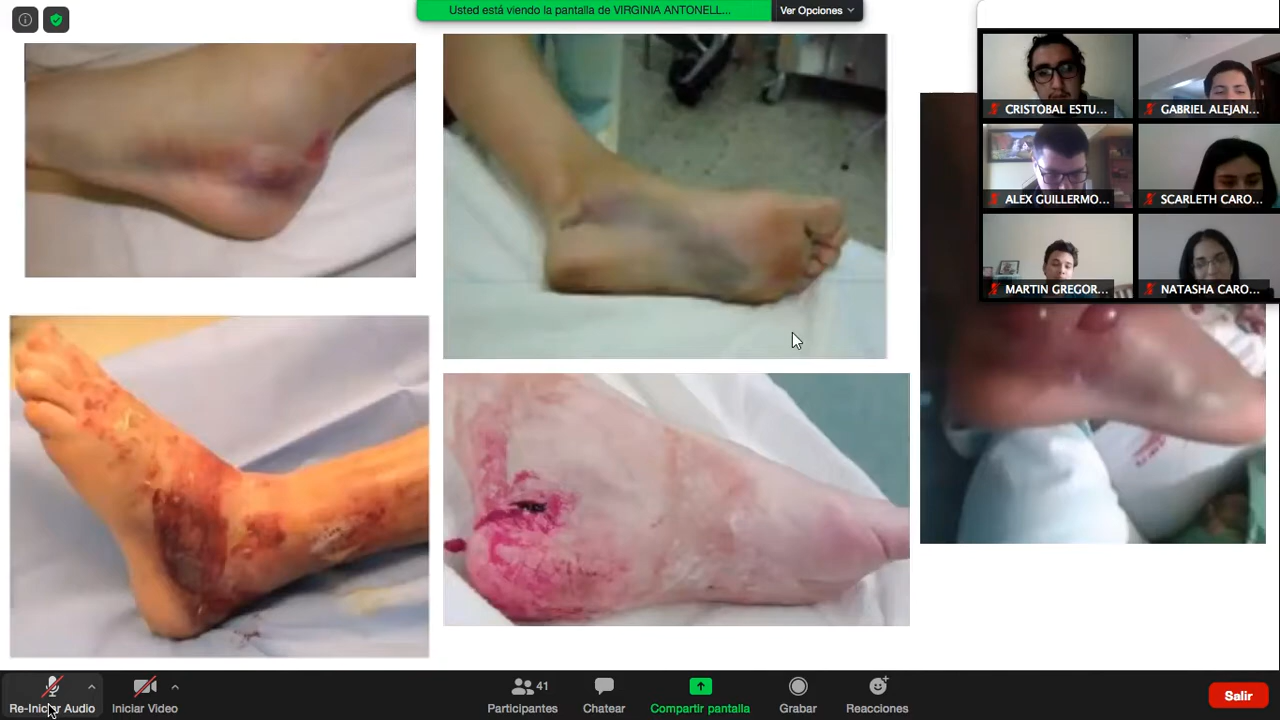 Usted está viendo la pantalla de VIRGINIA ANTONELL...
Ver Opciones
CRISTOBAL ESTU...
GABRIEL ALEJAN...
ALEX GUILLERMO...
SCARLETH CARO...
MARTIN GREGOR...
NATASHA CARO...
41
Re-Iniciar Audio
Iniciar Video
Participantes
Chatear
Compartir pantalla
Grabar
Reacciones
Salir